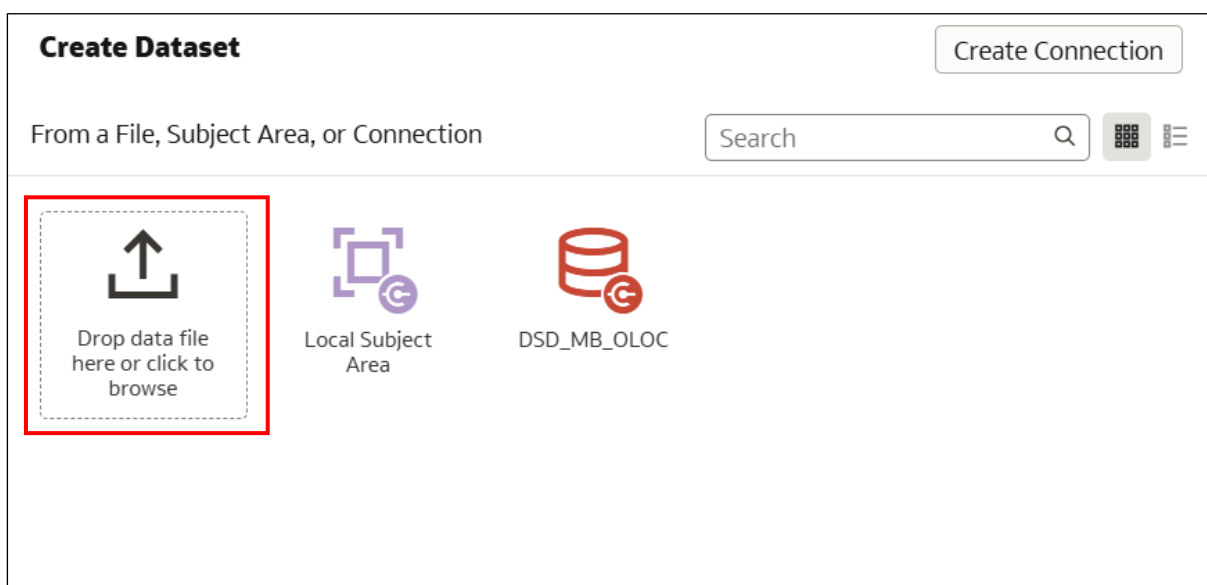 Create Dataset
Create Connection
From a File, Subject Area, or Connection
Search
Drop data file
here or click to
browse
Local Subject
Area
DSD_MB_OLOC